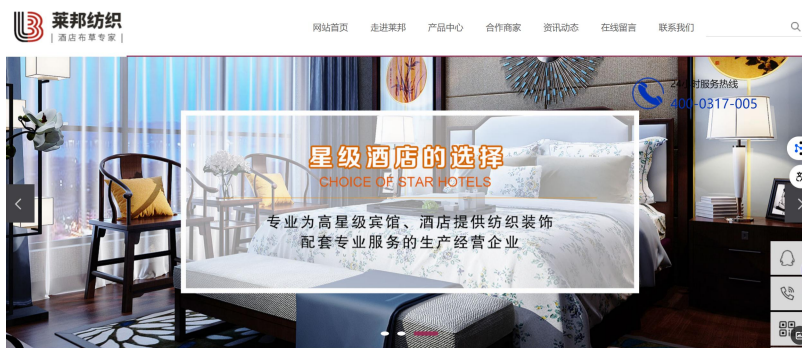 莱邦纺织
|酒店布草专家|
网站首页 走进莱邦 产品中心 合作商家 资讯动态 在线留言 联系我们
24小时服务热线
400-0317-005
星级酒店的选择
CHOICE OF STAR HOTELS
专业为高星级宾馆、酒店提供纺织装饰
配套专业服务的生产经营企业